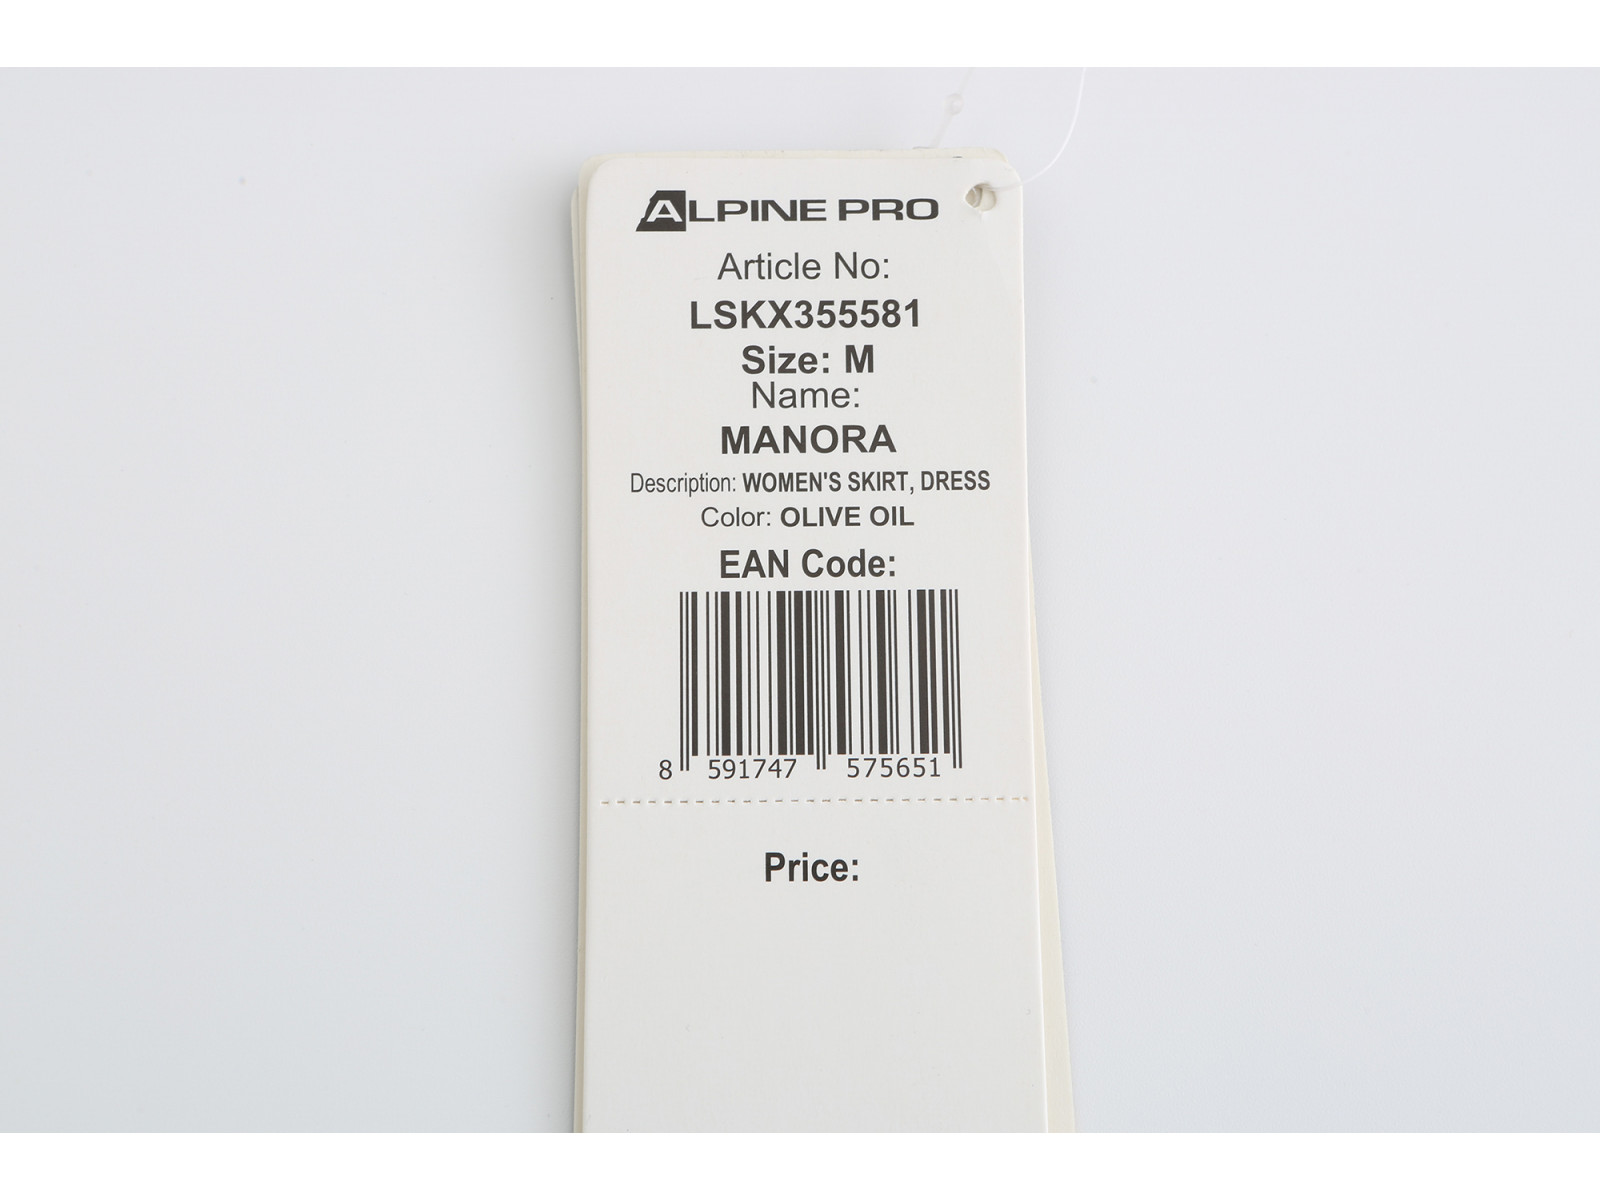 ALPINE PRO
Article No:
LSKX355581
Size: M
Name:
MANORA
Description: WOMEN'S SKIRT, DRESS
Color: OLIVE OIL
EAN Code:
8 591747 575651
Price: